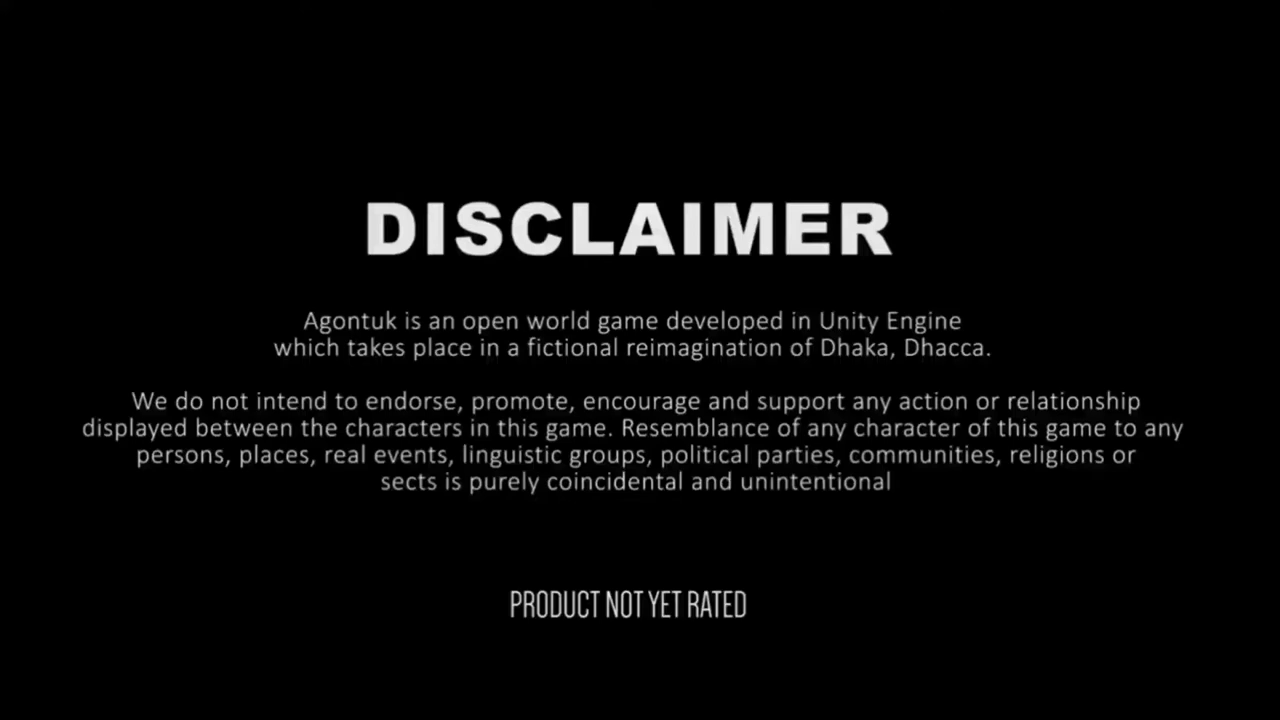 DISCLAIMER
Agontuk is an open world game developed in Unity Engine
which takes place in a fictional reimagination of Dhaka, Dhacca.
We do not intend to endorse, promote, encourage and support any action or relationship
displayed between the characters in this game. Resemblance of any character of this game to any
persons, places, real events, linguistic groups, political parties, communities, religions or
sects is purely coincidental and unintentional
PRODUCT NOT YET RATED